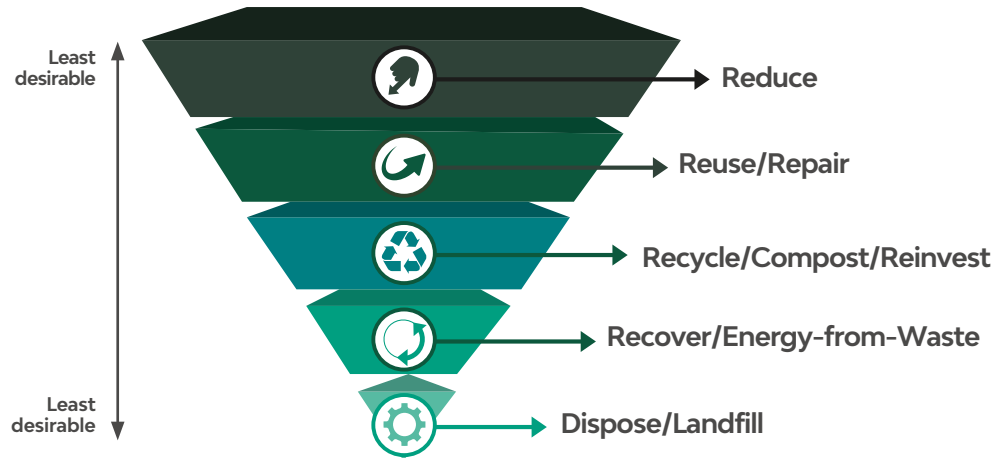 Least
desirable
Reduce
Reuse/Repair
Recycle/Compost/Reinvest
Recover/Energy-from-Waste
Least
desirable
Dispose/Landfill